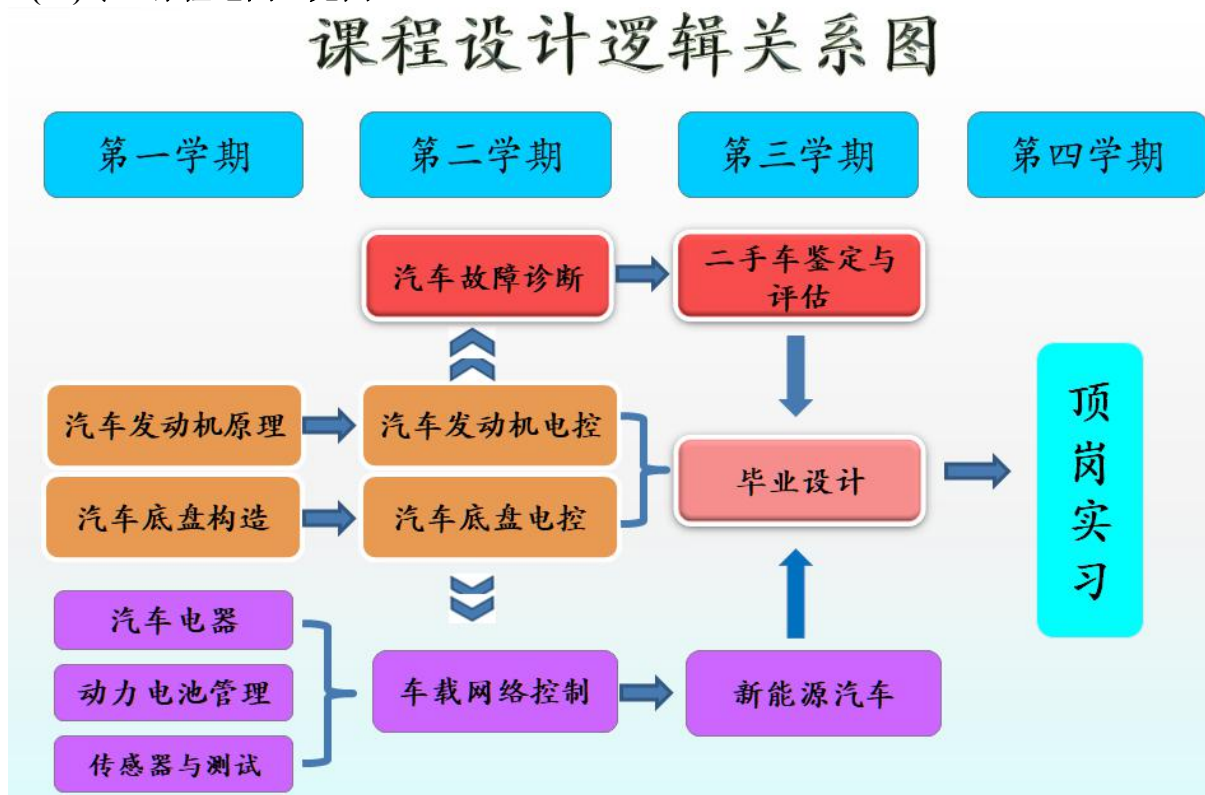 课程设计逻辑关系图
第一学期
第二学期
第三学期
第四学期
汽车故障诊断
二手车鉴定与
评估
汽车发动机原理
汽车发动机电控
汽车底盘构造
汽车底盘电控
毕业设计
顶岗实习
汽车电器
动力电池管理
传感器与测试
车载网络控制
新能源汽车